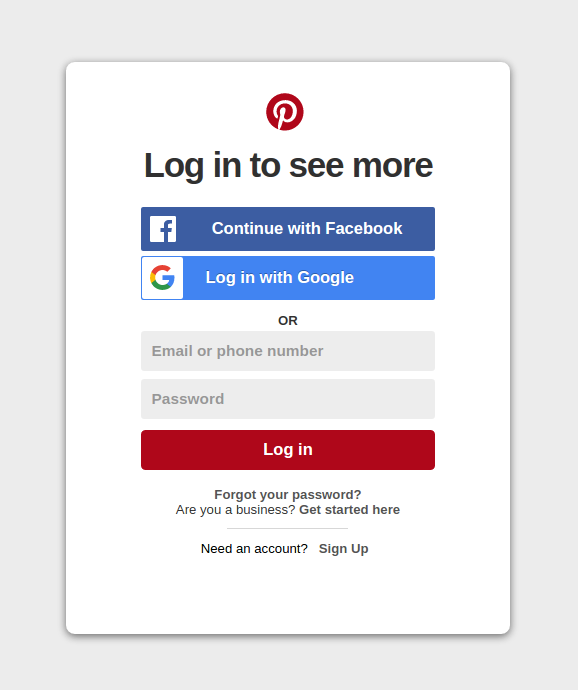 Log in to see more
Continue with Facebook
Log in with Google
OR
Email or phone number
Password
Log in
Forgot your password?
Are you a business? Get started here
Need an account? Sign Up